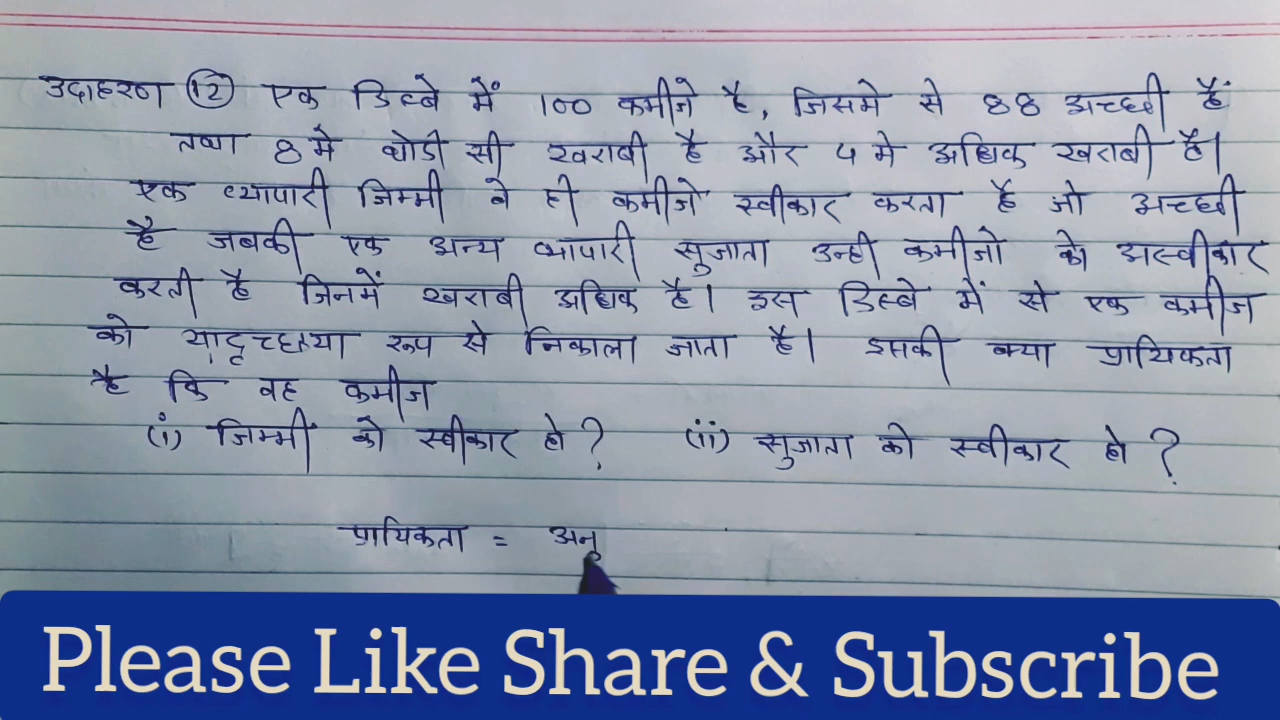 उदाहरण (12) एक डिब्बे में 100 कमीजे है, जिसमे से 88 अच्छी हैं
तथा 8 मे थोडी सी खराबी है और 4 मे अधिक खराबी है।
एक व्यापारी जिम्मी वे ही कमीजे स्वीकार करता है जो अच्छी
है जबकी एक अन्य व्यापारी सुजाता उन्ही कमीजो को अस्वीकार
करती है जिनमें खराबी अधिक है। इस डिब्बे में से एक कमीज
को यादृच्छया रूप से निकाला जाता है। इसकी क्या प्रायिकता
है कि वह कमीज
(i) जिम्मी को स्वीकार हो? (ii) सुजाता को स्वीकार हो?
प्रायिकता = अनु
Please Like Share & Subscribe